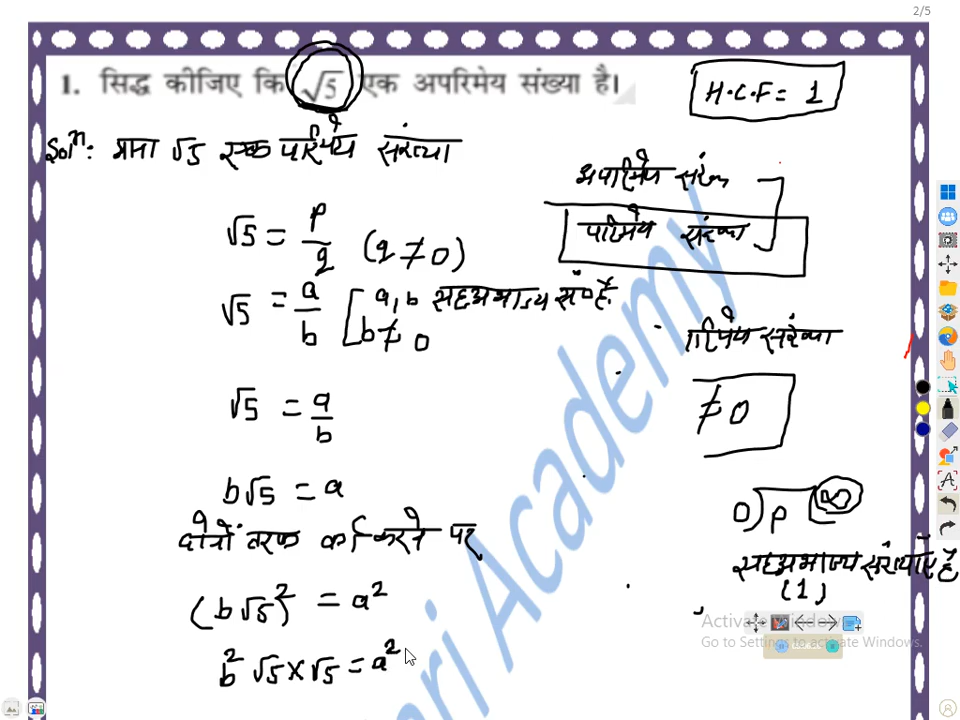 2/5
1. सिद्ध कीजिए कि √5 एक अपरिमेय संख्या है।
H.C.F = 1
Solⁿ: माना √5 एक परिमेय संख्या
अपरिमेय संख्या
परिमेय संख्या
√5 = p/q (q ≠ 0)
√5 = a/b [a, b सहअभाज्य सं० है.
b ≠ 0
परिमेय संख्या
≠ 0
√5 = a/b
b√5 = a
0) p ( ∞
दोनों तरफ वर्ग करने पर
सहअभाज्य संख्याएँ है
(1)
(b√5)² = a²
b² √5 × √5 = a²
Activate Windows
Go to Settings to activate Windows.
ri Academy